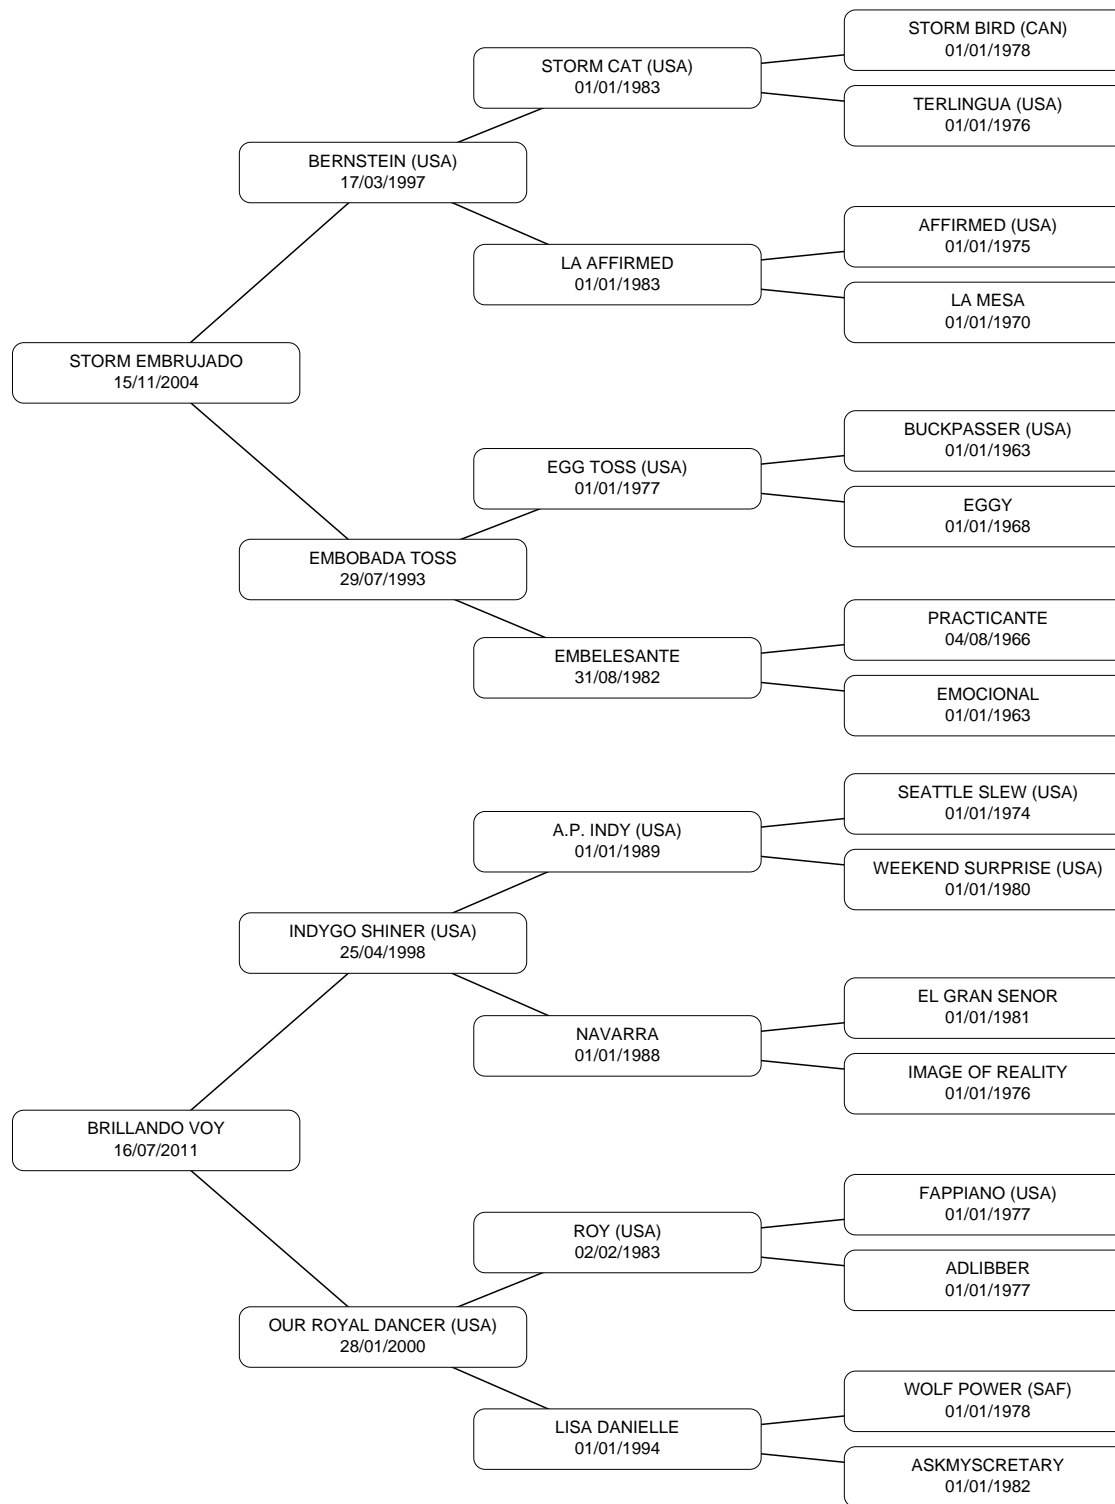 STORM BIRD (CAN)
01/01/1978
STORM CAT (USA)
01/01/1983
TERLINGUA (USA)
01/01/1976
BERNSTEIN (USA)
17/03/1997
AFFIRMED (USA)
01/01/1975
LA AFFIRMED
01/01/1983
LA MESA
01/01/1970
STORM EMBRUJADO
15/11/2004
BUCKPASSER (USA)
01/01/1963
EGG TOSS (USA)
01/01/1977
EGGY
01/01/1968
EMBOBADA TOSS
29/07/1993
PRACTICANTE
04/08/1966
EMBELESANTE
31/08/1982
EMOCIONAL
01/01/1963
SEATTLE SLEW (USA)
01/01/1974
A.P. INDY (USA)
01/01/1989
WEEKEND SURPRISE (USA)
01/01/1980
INDYGO SHINER (USA)
25/04/1998
EL GRAN SENOR
01/01/1981
NAVARRA
01/01/1988
IMAGE OF REALITY
01/01/1976
BRILLANDO VOY
16/07/2011
FAPPIANO (USA)
01/01/1977
ROY (USA)
02/02/1983
ADLIBBER
01/01/1977
OUR ROYAL DANCER (USA)
28/01/2000
WOLF POWER (SAF)
01/01/1978
LISA DANIELLE
01/01/1994
ASKMYSCRETARY
01/01/1982